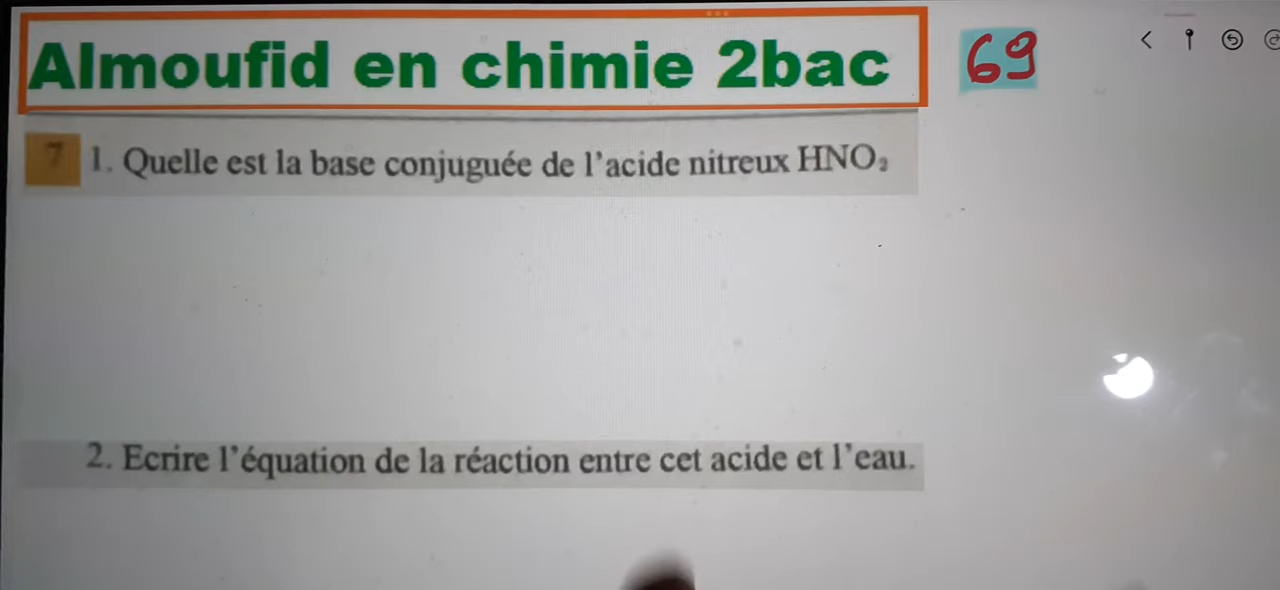 Almoufid en chimie 2bac
69
7 1. Quelle est la base conjuguée de l'acide nitreux HNO₂
2. Ecrire l'équation de la réaction entre cet acide et l'eau.